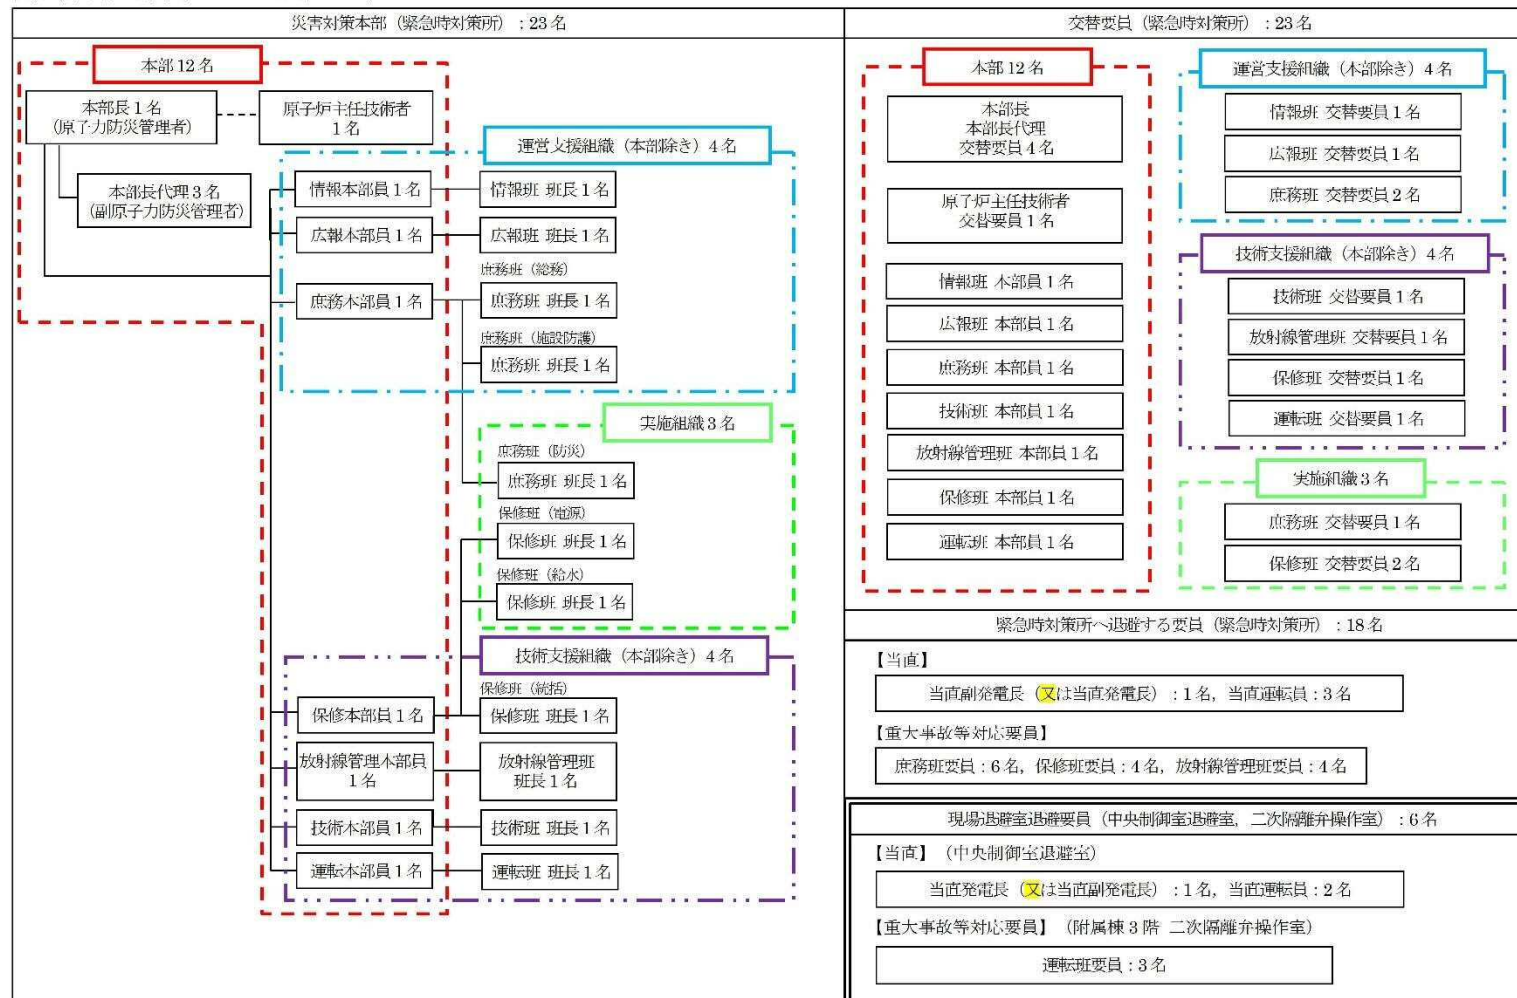 災害対策本部（緊急時対策所）：23名
本部12名
本部長1名
（原子力防災管理者）
原子炉主任技術者
1名
本部長代理3名
（副原子力防災管理者）
運営支援組織（本部除き）4名
情報本部員1名
情報班 班長1名
広報本部員1名
広報班 班長1名
庶務班（総務）
庶務本部員1名
庶務班 班長1名
庶務班（施設防護）
庶務班 班長1名
実施組織3名
庶務班（防災）
庶務班 班長1名
保修班（電源）
保修班 班長1名
保修班（給水）
保修班 班長1名
技術支援組織（本部除き）4名
保修班（統括）
保修本部員1名
保修班 班長1名
放射線管理本部員
1名
放射線管理班
班長1名
技術本部員1名
技術班 班長1名
運転本部員1名
運転班 班長1名
交替要員（緊急時対策所）：23名
本部12名
本部長
本部長代理
交替要員4名
原子炉主任技術者
交替要員1名
情報班 本部員1名
広報班 本部員1名
庶務班 本部員1名
技術班 本部員1名
放射線管理班 本部員1名
保修班 本部員1名
運転班 本部員1名
運営支援組織（本部除き）4名
情報班 交替要員1名
広報班 交替要員1名
庶務班 交替要員2名
技術支援組織（本部除き）4名
技術班 交替要員1名
放射線管理班 交替要員1名
保修班 交替要員1名
運転班 交替要員1名
実施組織3名
庶務班 交替要員1名
保修班 交替要員2名
緊急時対策所へ退避する要員（緊急時対策所）：18名
【当直】
当直副発電長（又は当直発電長）：1名，当直運転員：3名
【重大事故等対応要員】
庶務班要員：6名，保修班要員：4名，放射線管理班要員：4名
現場退避室退避要員（中央制御室退避室，二次隔離弁操作室）：6名
【当直】（中央制御室退避室）
当直発電長（又は当直副発電長）：1名，当直運転員：2名
【重大事故等対応要員】（附属棟3階 二次隔離弁操作室）
運転班要員：3名